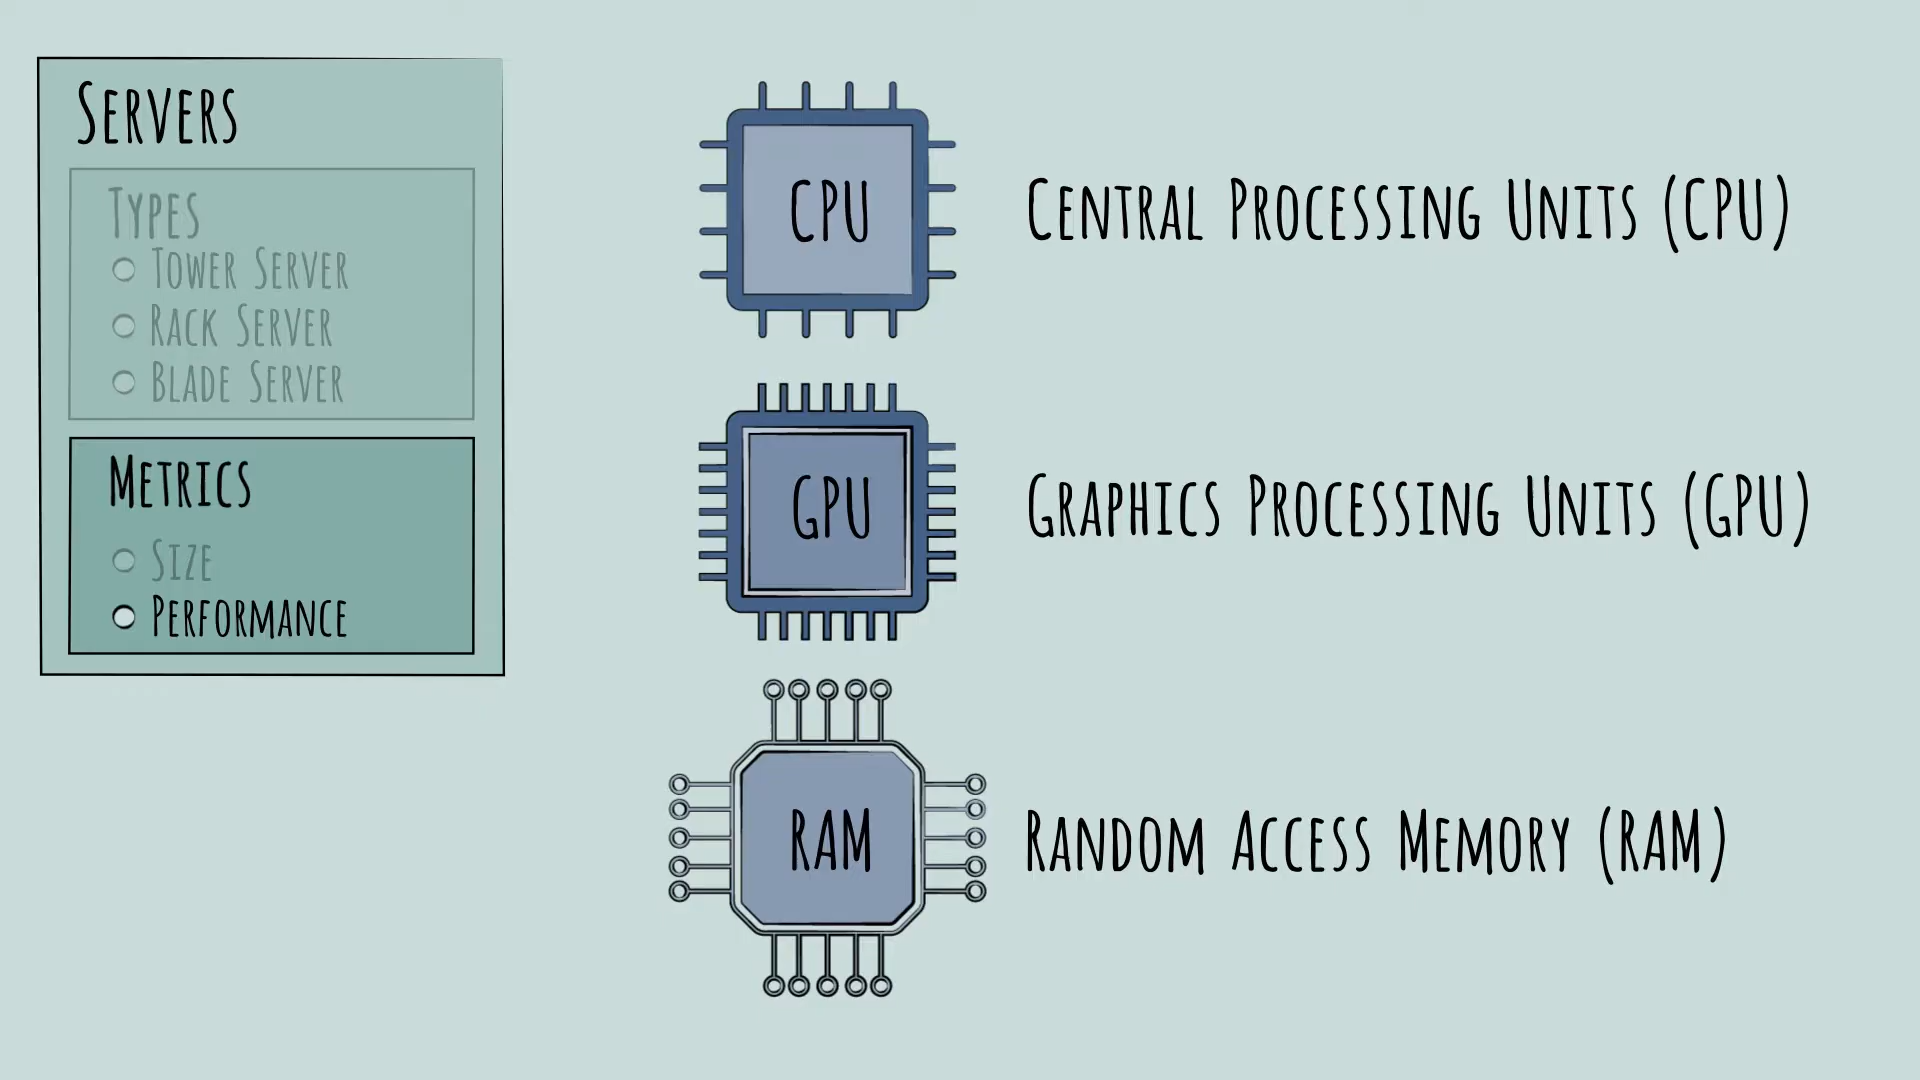 Servers
Types
Tower Server
Rack Server
Blade Server
Metrics
Size
Performance
CPU
Central Processing Units (CPU)
GPU
Graphics Processing Units (GPU)
RAM
Random Access Memory (RAM)